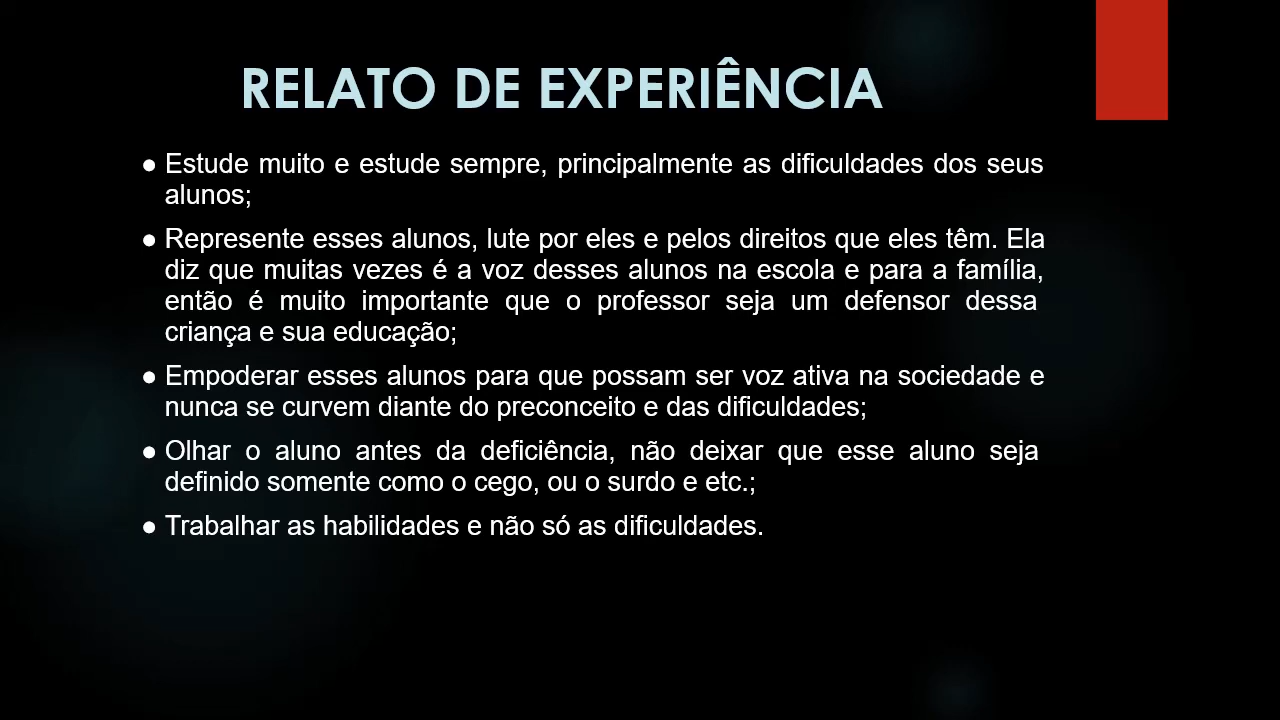 RELATO DE EXPERIÊNCIA
● Estude muito e estude sempre, principalmente as dificuldades dos seus
alunos;
● Represente esses alunos, lute por eles e pelos direitos que eles têm. Ela
diz que muitas vezes é a voz desses alunos na escola e para a família,
então é muito importante que o professor seja um defensor dessa
criança e sua educação;
● Empoderar esses alunos para que possam ser voz ativa na sociedade e
nunca se curvem diante do preconceito e das dificuldades;
● Olhar o aluno antes da deficiência, não deixar que esse aluno seja
definido somente como o cego, ou o surdo e etc.;
● Trabalhar as habilidades e não só as dificuldades.